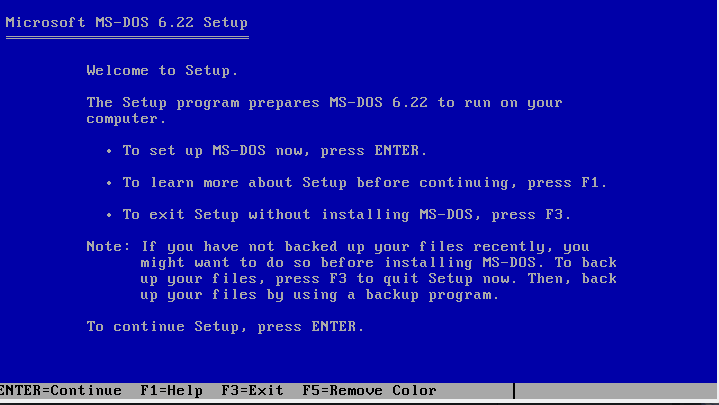 Microsoft MS-DOS 6.22 Setup
Welcome to Setup.
The Setup program prepares MS-DOS 6.22 to run on your
computer.
• To set up MS-DOS now, press ENTER.
• To learn more about Setup before continuing, press F1.
• To exit Setup without installing MS-DOS, press F3.
Note: If you have not backed up your files recently, you
might want to do so before installing MS-DOS. To back
up your files, press F3 to quit Setup now. Then, back
up your files by using a backup program.
To continue Setup, press ENTER.
ENTER=Continue F1=Help F3=Exit F5=Remove Color